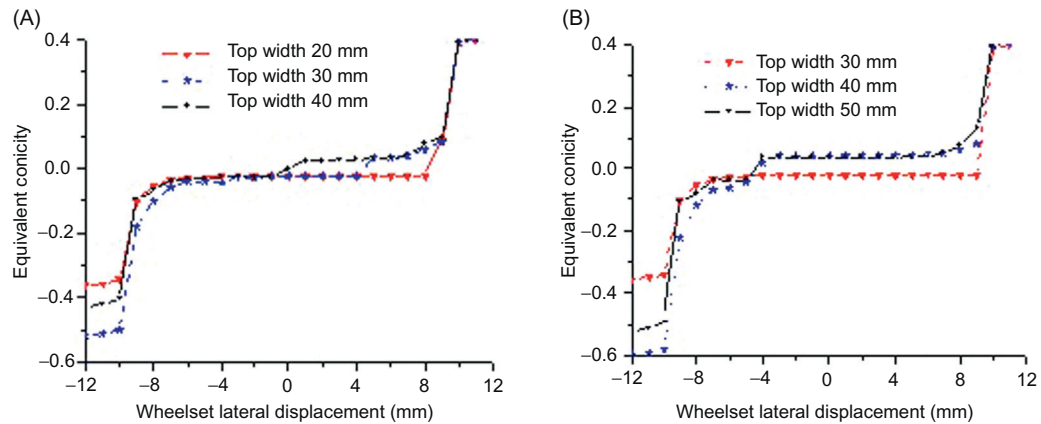 (A)
0.4
0.2
0.0
−0.2
−0.4
−0.6
Equivalent conicity
Top width 20 mm
Top width 30 mm
Top width 40 mm
−12
−8
−4
0
4
8
12
Wheelset lateral displacement (mm)
(B)
0.4
0.2
0.0
−0.2
−0.4
−0.6
Equivalent conicity
Top width 30 mm
Top width 40 mm
Top width 50 mm
−12
−8
−4
0
4
8
12
Wheelset lateral displacement (mm)